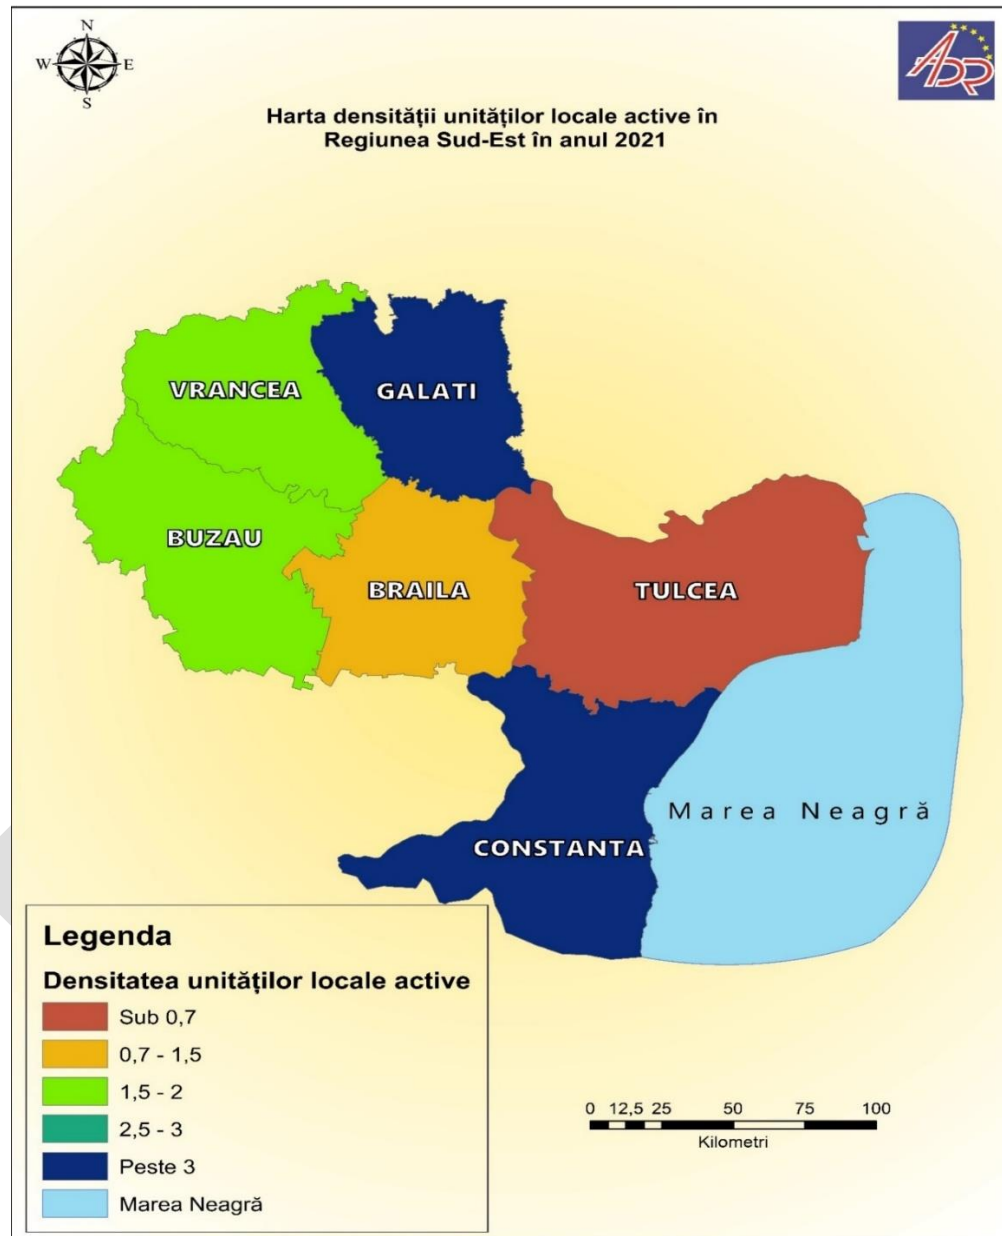 N
W E
S
ADR
Harta densității unităților locale active în
Regiunea Sud-Est în anul 2021
VRANCEA
GALATI
BUZAU
BRAILA
TULCEA
Marea Neagră
CONSTANTA
Legenda
Densitatea unităților locale active
Sub 0,7
0,7 - 1,5
1,5 - 2
2,5 - 3
Peste 3
Marea Neagră
0 12,5 25 50 75 100
Kilometri